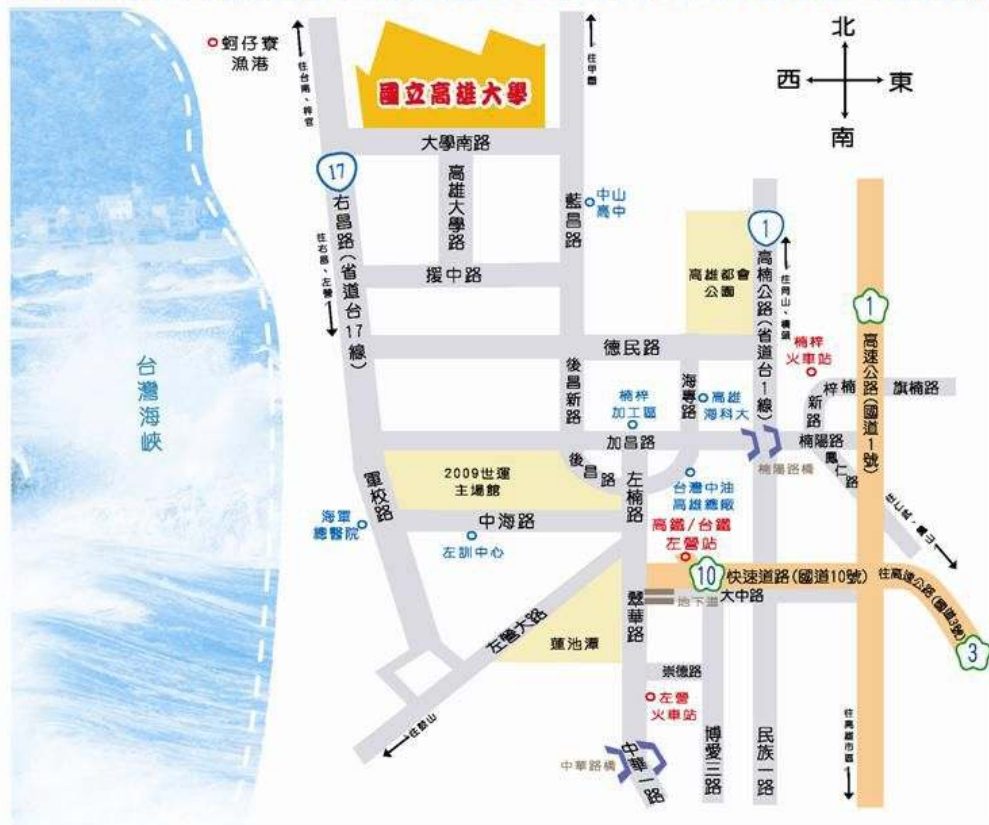 蚵仔寮
漁港
往台南、梓官
國立高雄大學
往甲圍
北
西
東
南
大學南路
17
右昌路(省道台17線)
往右昌、左營
高雄大學路
藍昌路
中山
高中
援中路
高雄都會
公園
1
高楠公路(省道台1線)
往岡山、橋頭
1
高速公路(國道1號)
台灣海峽
德民路
楠梓
火車站
後昌新路
楠梓
加工區
海專路
高雄
海科大
新路
梓楠
旗楠路
加昌路
楠陽路
楠陽路橋
鳳仁路
往仁武、鳳山
軍校路
2009世運
主場館
後昌路
左楠路
台灣中油
高雄總廠
海軍
總醫院
中海路
左訓中心
高鐵/台鐵
左營站
10
快速道路(國道10號)
往高速公路(國道3號)
3
大中路
地下道
翠華路
左營大路
蓮池潭
崇德路
左營
火車站
往鼓山
中華路橋
中華一路
博愛三路
民族一路
往高雄市區